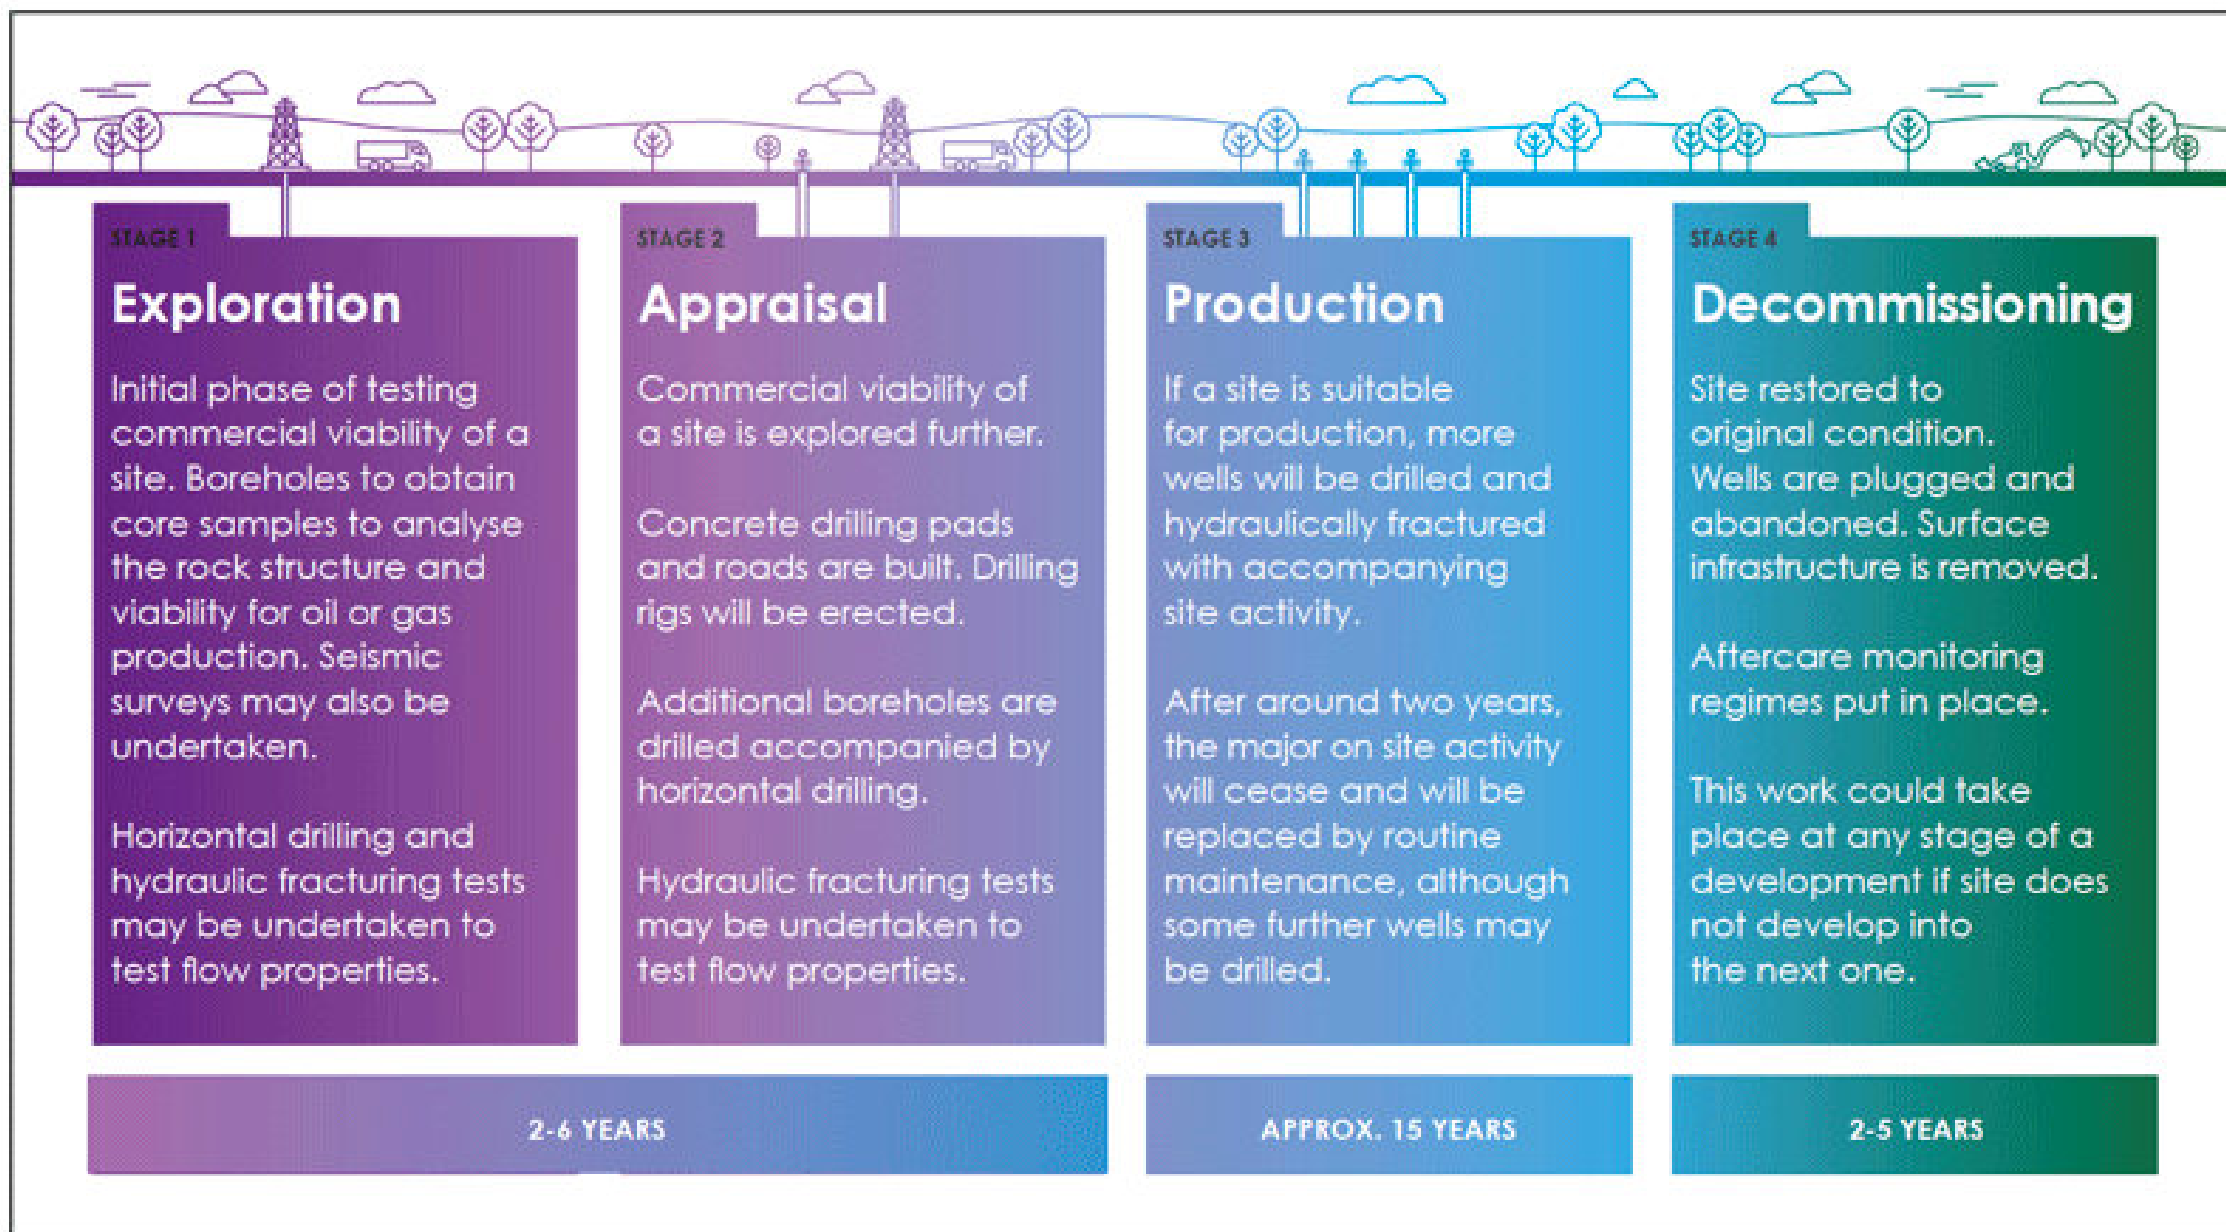 STAGE 1
Exploration
Initial phase of testing
commercial viability of a
site. Boreholes to obtain
core samples to analyse
the rock structure and
viability for oil or gas
production. Seismic
surveys may also be
undertaken.
Horizontal drilling and
hydraulic fracturing tests
may be undertaken to
test flow properties.
STAGE 2
Appraisal
Commercial viability of
a site is explored further.
Concrete drilling pads
and roads are built. Drilling
rigs will be erected.
Additional boreholes are
drilled accompanied by
horizontal drilling.
Hydraulic fracturing tests
may be undertaken to
test flow properties.
2-6 YEARS
STAGE 3
Production
If a site is suitable
for production, more
wells will be drilled and
hydraulically fractured
with accompanying
site activity.
After around two years,
the major on site activity
will cease and will be
replaced by routine
maintenance, although
some further wells may
be drilled.
APPROX. 15 YEARS
STAGE 4
Decommissioning
Site restored to
original condition.
Wells are plugged and
abandoned. Surface
infrastructure is removed.
Aftercare monitoring
regimes put in place.
This work could take
place at any stage of a
development if site does
not develop into
the next one.
2-5 YEARS